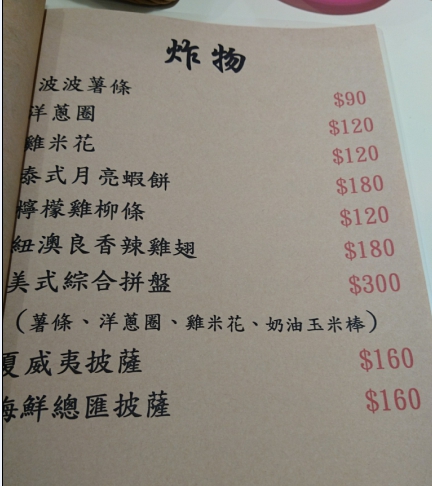 炸物
波波薯條 $90
洋蔥圈 $120
雞米花 $120
泰式月亮蝦餅 $180
檸檬雞柳條 $120
紐澳良香辣雞翅 $180
美式綜合拼盤 $300
（薯條、洋蔥圈、雞米花、奶油玉米棒）
夏威夷披薩 $160
海鮮總匯披薩 $160